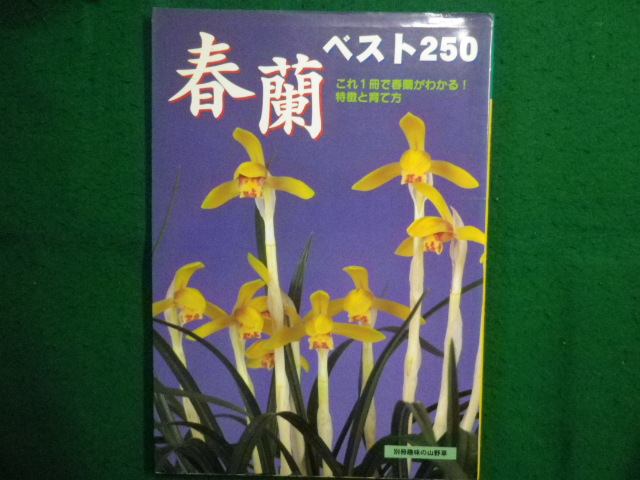 春蘭
ベスト250
これ1冊で春蘭がわかる!
特徴と育て方
別冊趣味の山野草